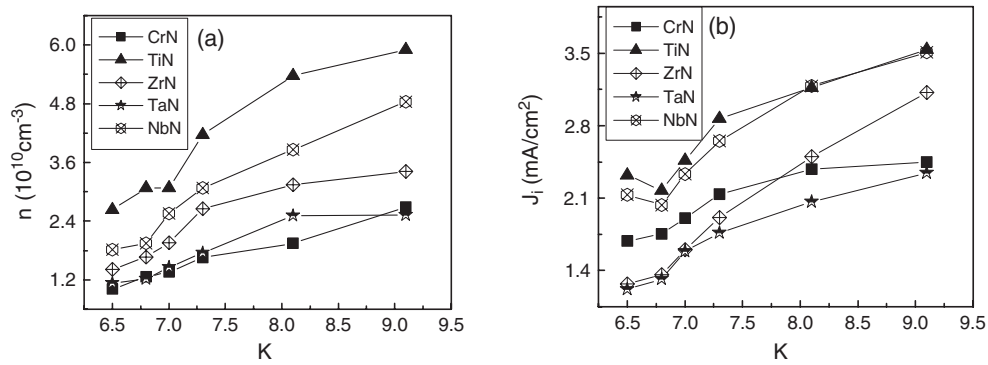 (a)
CrN
TiN
ZrN
TaN
NbN
6.0
4.8
3.6
2.4
1.2
n (10¹⁰cm⁻³)
6.5 7.0 7.5 8.0 8.5 9.0 9.5
K
(b)
CrN
TiN
ZrN
TaN
NbN
3.5
2.8
2.1
1.4
Jᵢ (mA/cm²)
6.5 7.0 7.5 8.0 8.5 9.0 9.5
K